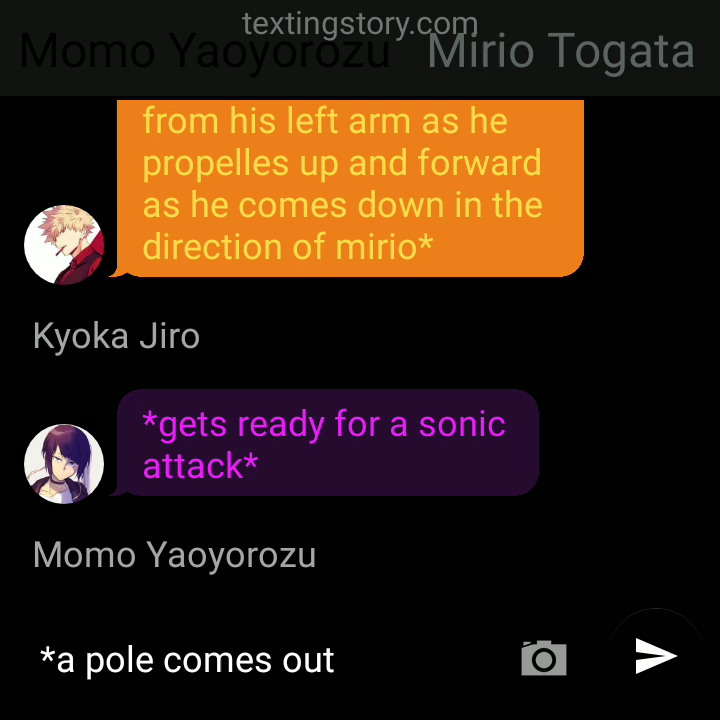 textingstory.com
Momo Yaoyorozu Mirio Togata
from his left arm as he
propelles up and forward
as he comes down in the
direction of mirio*
Kyoka Jiro
*gets ready for a sonic
attack*
Momo Yaoyorozu
*a pole comes out